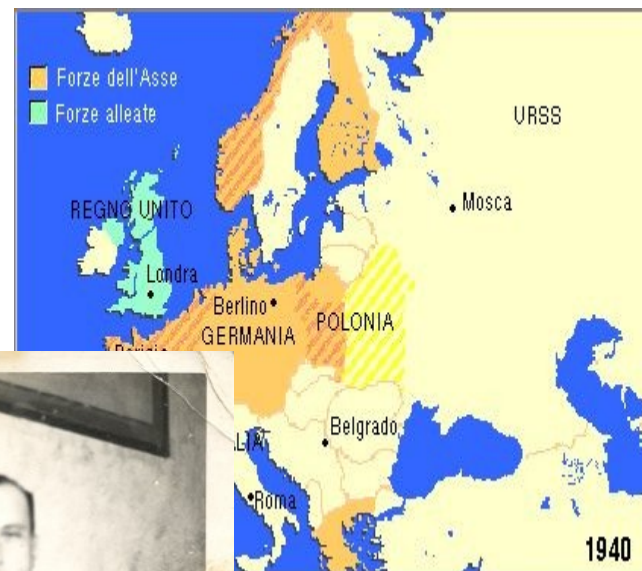 Forze dell'Asse
Forze alleate
URSS
REGNO UNITO
Mosca
Londra
Berlino
GERMANIA
POLONIA
Belgrado
Roma
1940